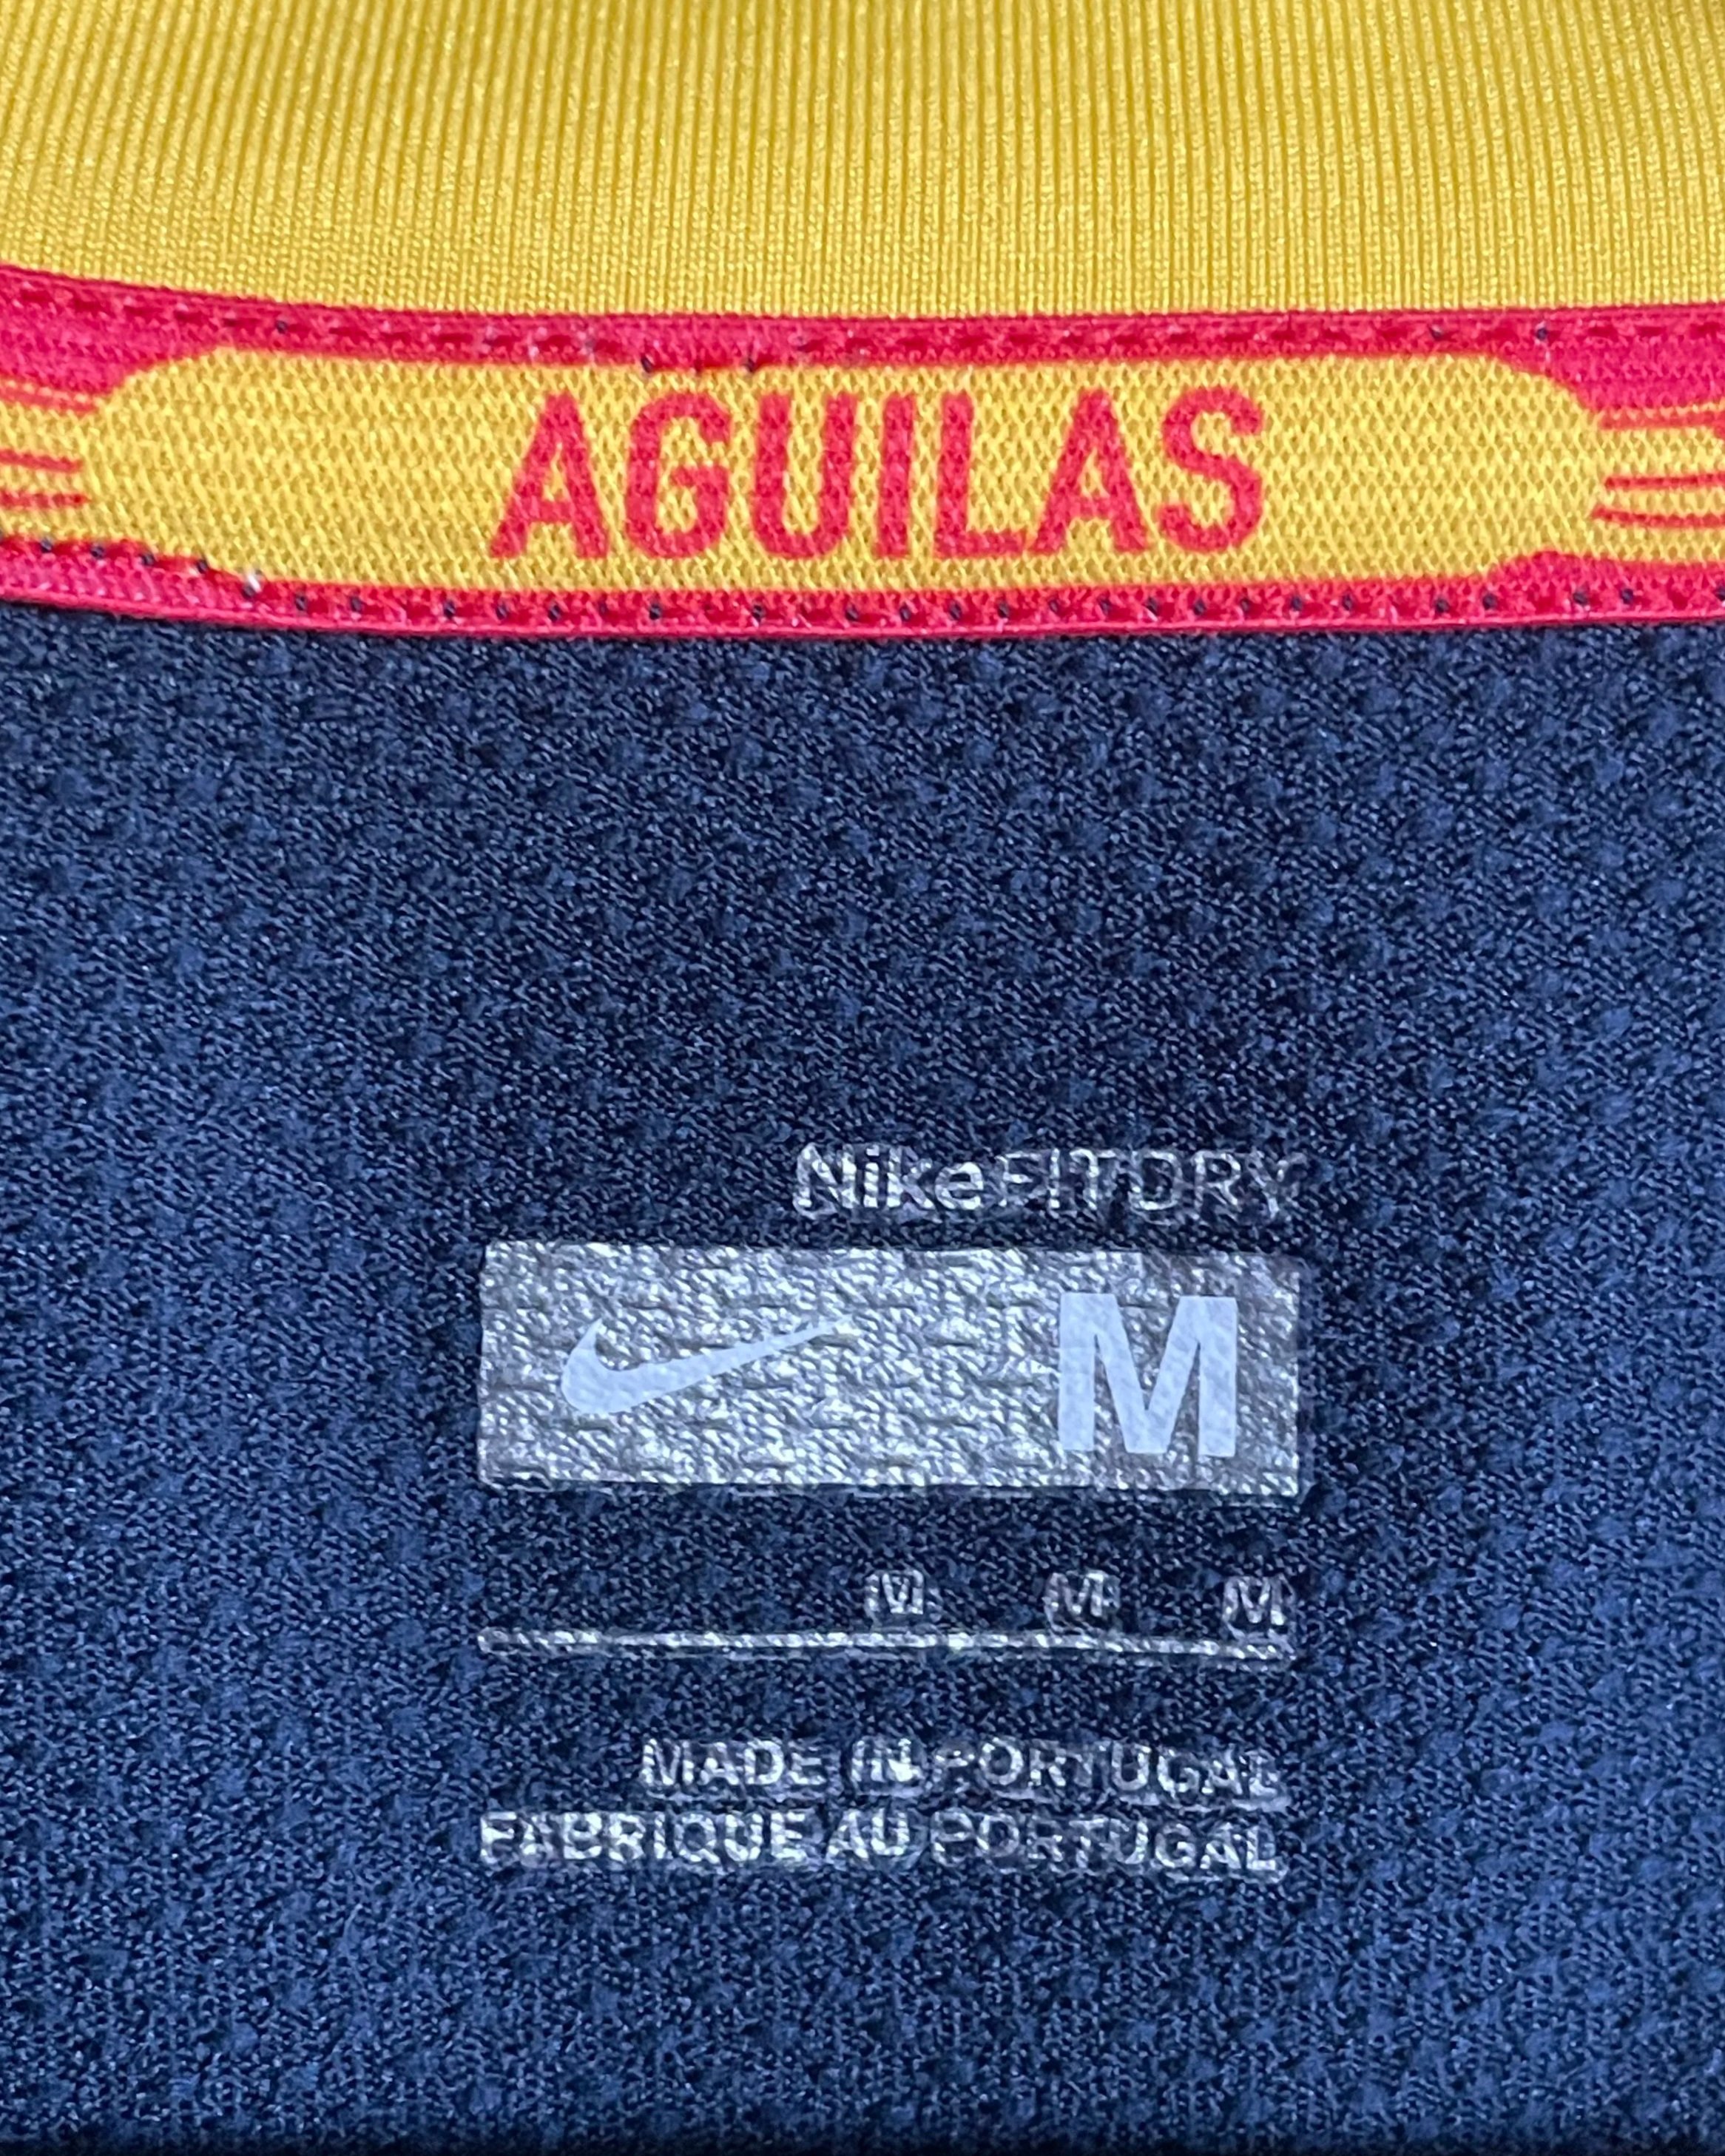 AGUILAS
NikeFITDRY
M
M M M
MADE IN PORTUGAL
FABRIQUE AU PORTUGAL